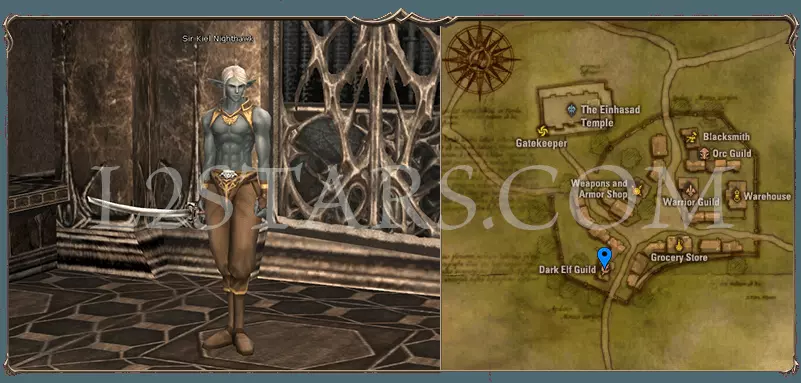 Sir Kiel Nighthawk
L2STARS.COM
The Einhasad
Temple
Gatekeeper
Blacksmith
Orc Guild
Weapons and
Armor Shop
Warrior Guild
Warehouse
Grocery Store
Dark Elf Guild